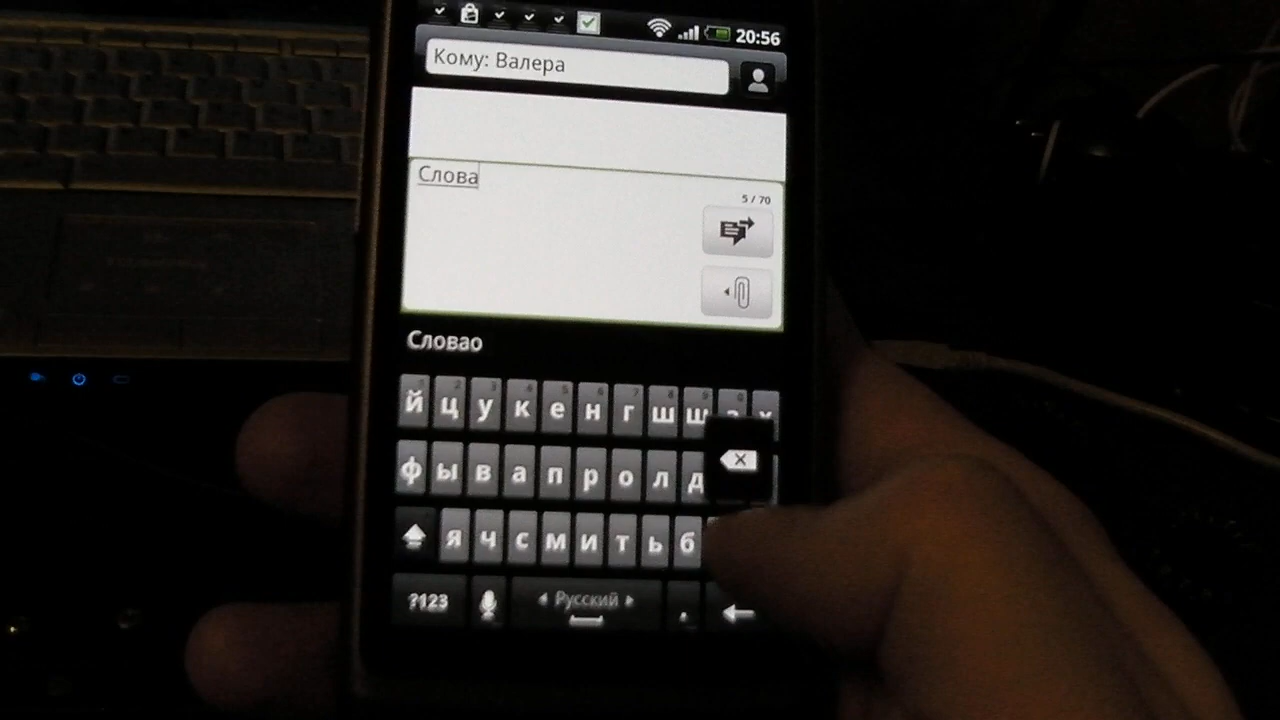 20:56
Кому: Валера
Слова
5 / 70
Словао
й ц у к е н г ш щ з х
ф ы в а п р о л д
я ч с м и т ь б
?123 Русский .